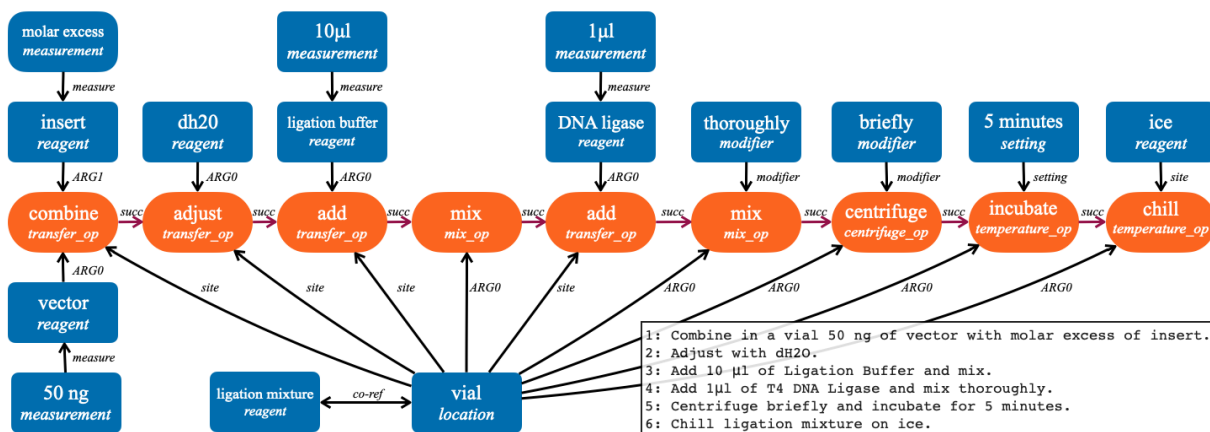 molar excess
measurement
10µl
measurement
1µl
measurement
measure
measure
measure
insert
reagent
dh20
reagent
ligation buffer
reagent
DNA ligase
reagent
thoroughly
modifier
briefly
modifier
5 minutes
setting
ice
reagent
ARG1
ARG0
ARG0
ARG0
modifier
modifier
setting
site
combine
transfer_op
succ
adjust
transfer_op
succ
add
transfer_op
succ
mix
mix_op
succ
add
transfer_op
succ
mix
mix_op
succ
centrifuge
centrifuge_op
succ
incubate
temperature_op
succ
chill
temperature_op
ARG0
site
site
site
ARG0
site
ARG0
ARG0
ARG0
ARG0
vector
reagent
measure
50 ng
measurement
ligation mixture
reagent
co-ref
vial
location
1: Combine in a vial 50 ng of vector with molar excess of insert.
2: Adjust with dH2O.
3: Add 10 µl of Ligation Buffer and mix.
4: Add 1µl of T4 DNA Ligase and mix thoroughly.
5: Centrifuge briefly and incubate for 5 minutes.
6: Chill ligation mixture on ice.